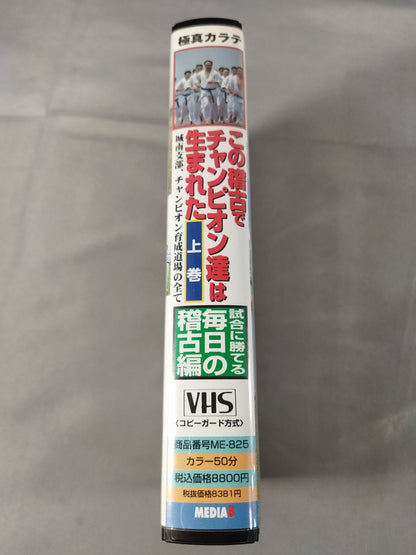 極真カラテ
この稽古で
チャンピオン達は
生まれた
上巻
城南支部、チャンピオン育成道場の全て
試合に勝てる
毎日の
稽古編
VHS
〈コピーガード方式〉
商品番号ME-825
カラー50分
税込価格8800円
税抜価格8381円
MEDIA8